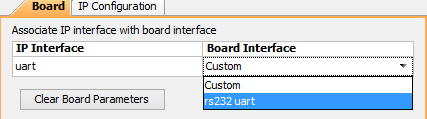 Board IP Configuration
Associate IP interface with board interface
IP Interface Board Interface
uart Custom
Custom
rs232 uart
Clear Board Parameters